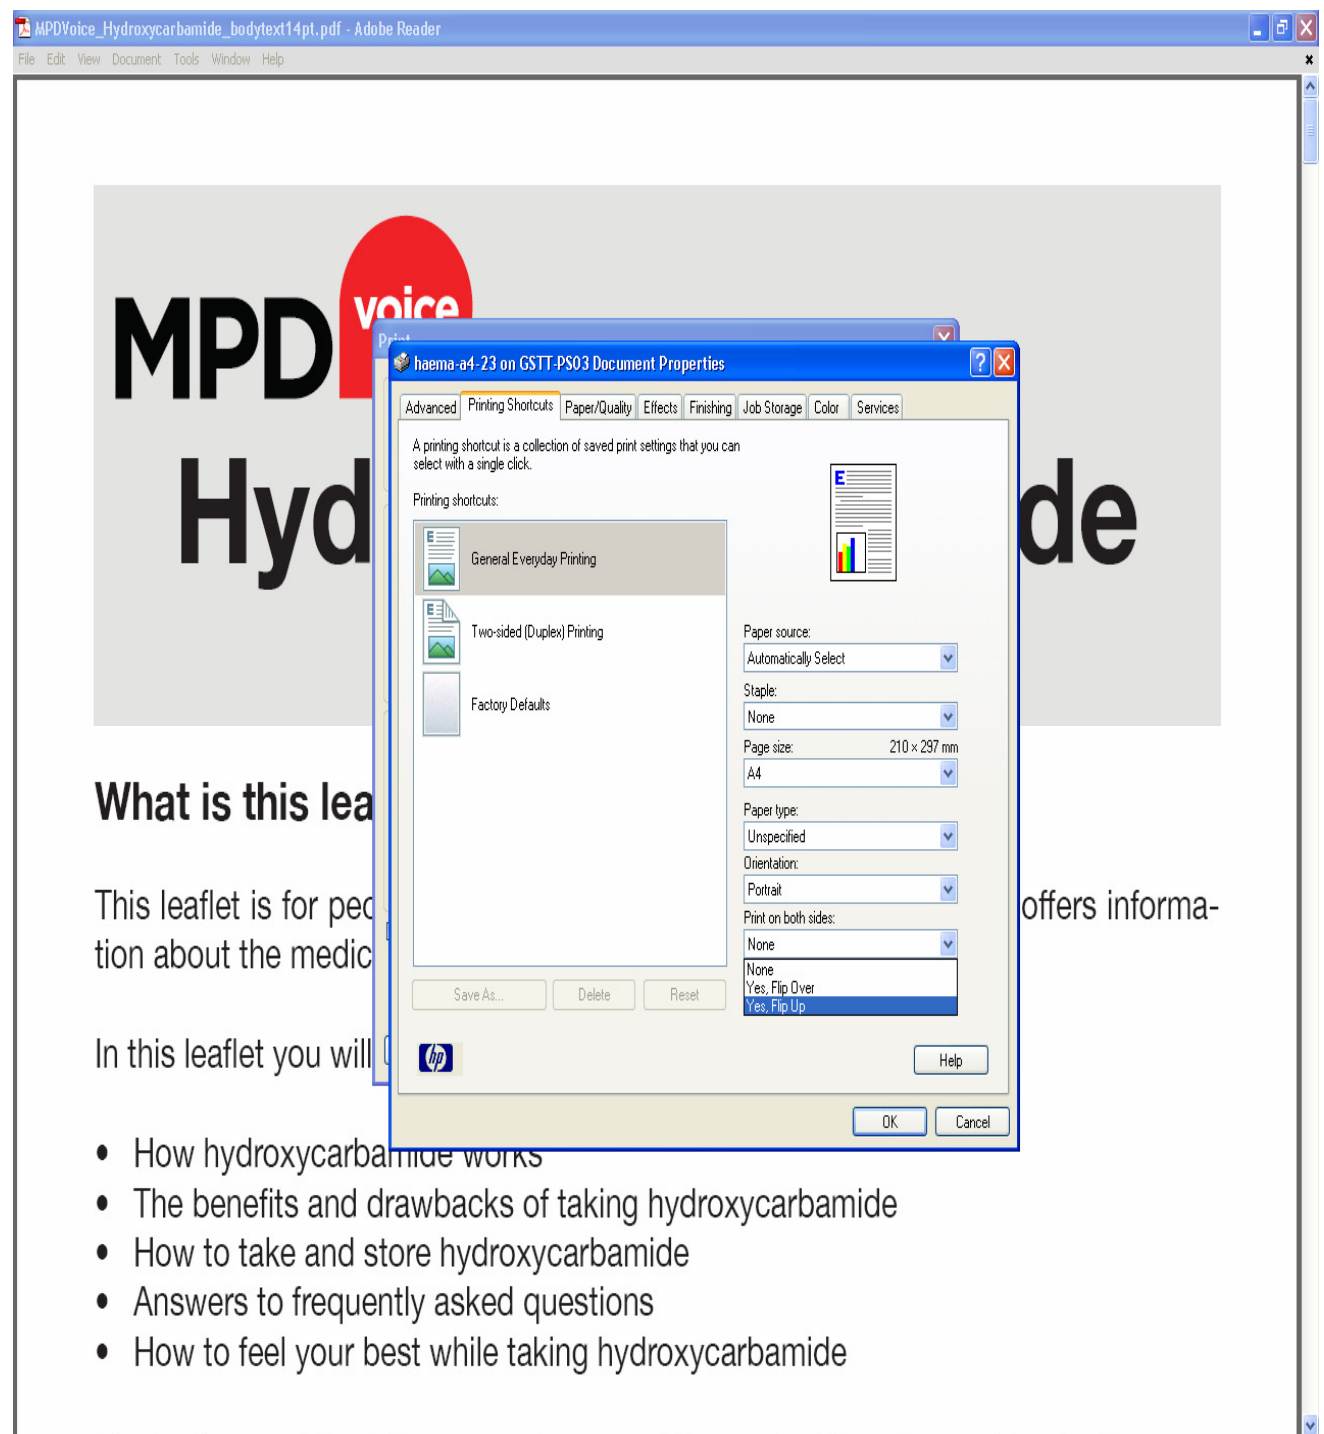 MPDVoice_Hydroxycarbamide_bodytext14pt.pdf - Adobe Reader
File Edit View Document Tools Window Help
MPD voice
Print
haema-a4-23 on GSTT-PS03 Document Properties
Advanced Printing Shortcuts Paper/Quality Effects Finishing Job Storage Color Services
A printing shortcut is a collection of saved print settings that you can
select with a single click.
Printing shortcuts:
General Everyday Printing
Two-sided (Duplex) Printing
Factory Defaults
Paper source:
Automatically Select
Staple:
None
Page size: 210 × 297 mm
A4
Paper type:
Unspecified
Orientation:
Portrait
Print on both sides:
None
None
Yes, Flip Over
Yes, Flip Up
Save As... Delete Reset
hp
Help
OK Cancel
Hyd de
What is this lea
This leaflet is for peo offers informa-
tion about the medic
In this leaflet you will
• How hydroxycarbamide works
• The benefits and drawbacks of taking hydroxycarbamide
• How to take and store hydroxycarbamide
• Answers to frequently asked questions
• How to feel your best while taking hydroxycarbamide